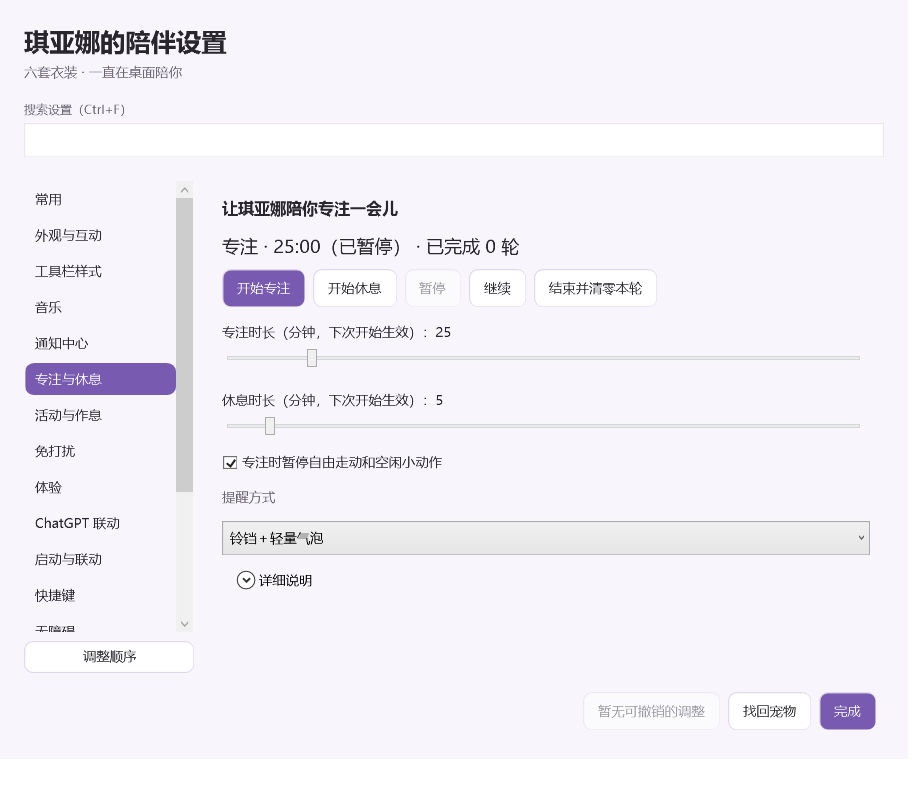 琪亚娜的陪伴设置
六套衣装 · 一直在桌面陪你
搜索设置（Ctrl+F）
常用
外观与互动
工具栏样式
音乐
通知中心
专注与休息
活动与作息
免打扰
体验
ChatGPT 联动
启动与联动
快捷键
无障碍
调整顺序
让琪亚娜陪你专注一会儿
专注 · 25:00（已暂停） · 已完成 0 轮
开始专注 开始休息 暂停 继续 结束并清零本轮
专注时长（分钟，下次开始生效）：25
休息时长（分钟，下次开始生效）：5
专注时暂停自由走动和空闲小动作
提醒方式
铃铛 + 轻量气泡
详细说明
暂无可撤销的调整 找回宠物 完成